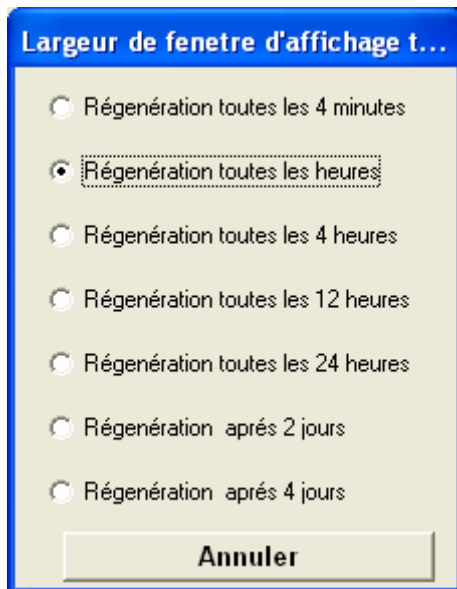 Largeur de fenetre d'affichage t...
Régenération toutes les 4 minutes
Régenération toutes les heures
Régenération toutes les 4 heures
Régenération toutes les 12 heures
Régenération toutes les 24 heures
Régenération aprés 2 jours
Régenération aprés 4 jours
Annuler